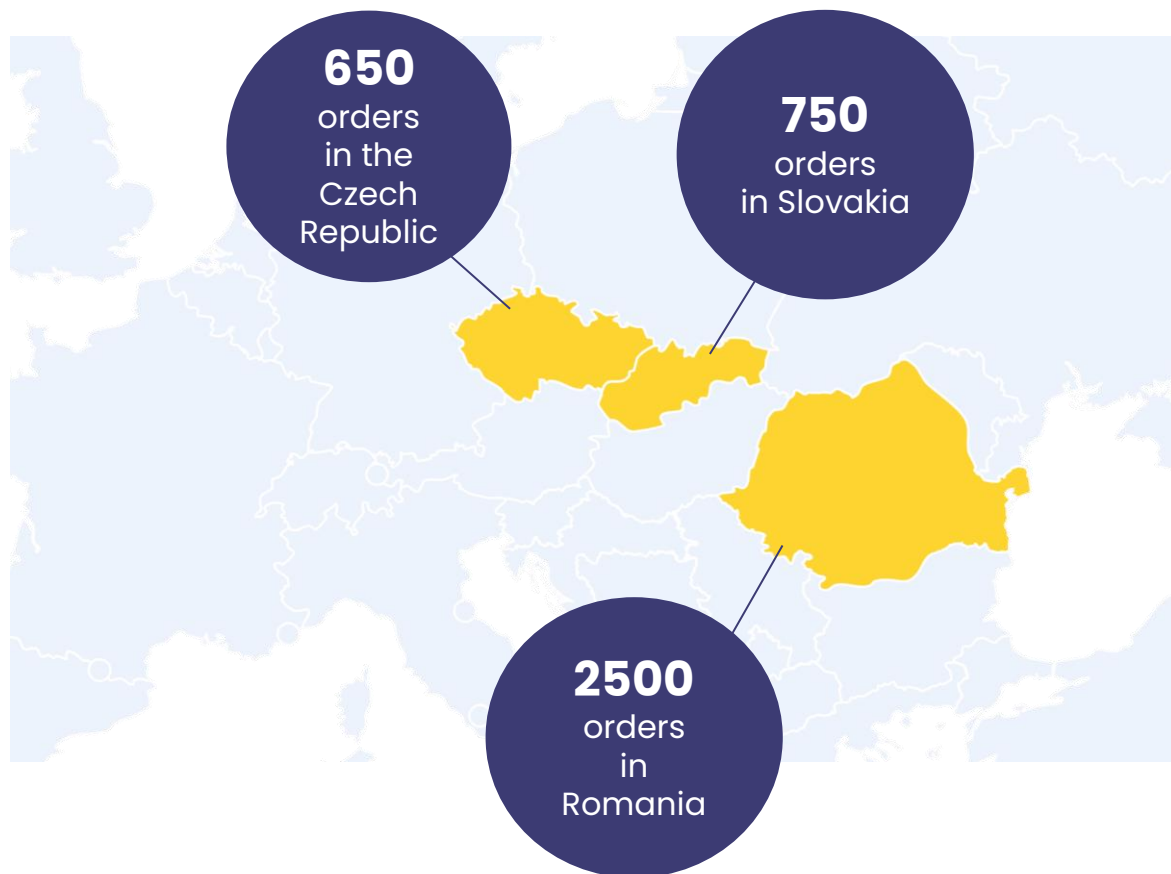 650
orders
in the
Czech
Republic
750
orders
in Slovakia
2500
orders
in
Romania